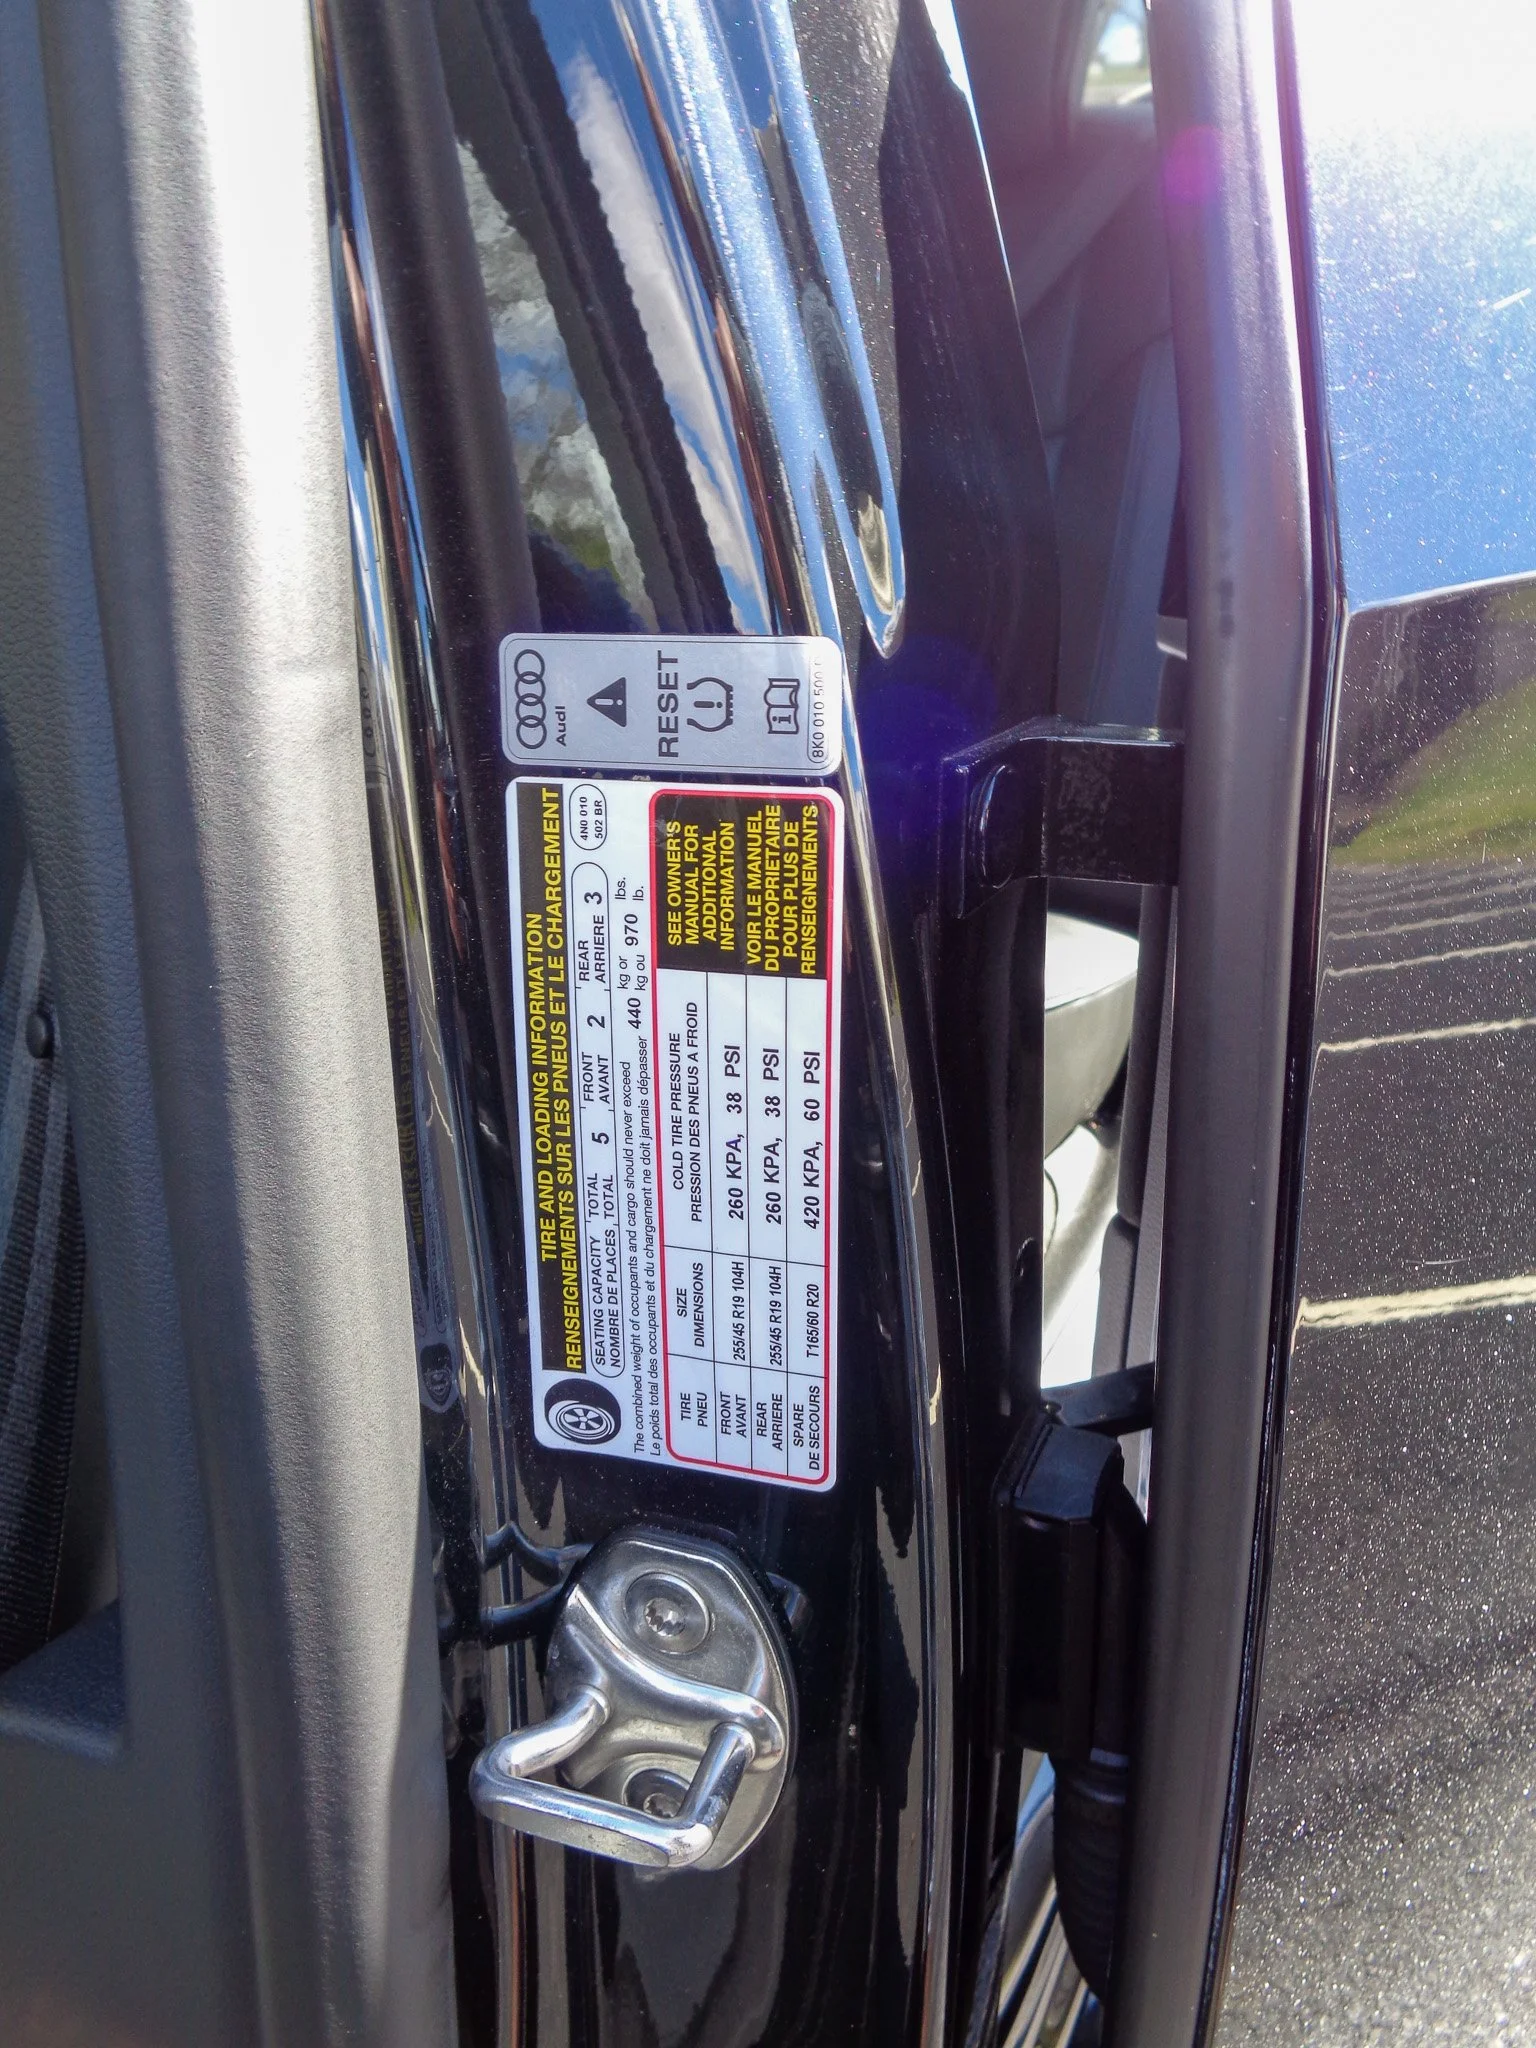 TIRE AND LOADING INFORMATION
RENSEIGNEMENTS SUR LES PNEUS ET LE CHARGEMENT
SEATING CAPACITY TOTAL 5 FRONT 2 REAR 3
NOMBRE DE PLACES TOTAL AVANT ARRIERE
4N0 010
502 BR
The combined weight of occupants and cargo should never exceed 440 kg or 970 lbs.
Le poids total des occupants et du chargement ne doit jamais dépasser kg ou lb.
TIRE SIZE COLD TIRE PRESSURE
PNEU DIMENSIONS PRESSION DES PNEUS A FROID
FRONT
AVANT 255/45 R19 104H 260 KPA, 38 PSI
REAR
ARRIERE 255/45 R19 104H 260 KPA, 38 PSI
SPARE
DE SECOURS T165/60 R20 420 KPA, 60 PSI
SEE OWNER'S
MANUAL FOR
ADDITIONAL
INFORMATION
VOIR LE MANUEL
DU PROPRIETAIRE
POUR PLUS DE
RENSEIGNEMENTS.
Audi
RESET
8K0 010 500